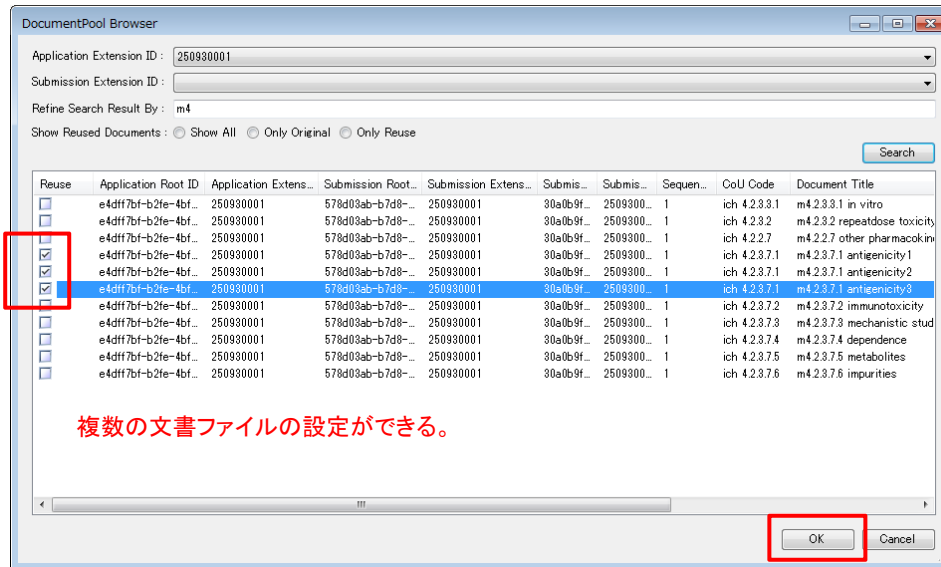 DocumentPool Browser
Application Extension ID : 250930001
Submission Extension ID :
Refine Search Result By : m4
Show Reused Documents : Show All Only Original Only Reuse
Search
Reuse Application Root ID Application Extens... Submission Root... Submission Extens... Submis... Submis... Sequen... CoU Code Document Title
e4dff7bf-b2fe-4bf... 250930001 578d03ab-b7d8-... 250930001 30a0b9f... 2509300... 1 ich 4.2.3.3.1 m4.2.3.3.1 in vitro
e4dff7bf-b2fe-4bf... 250930001 578d03ab-b7d8-... 250930001 30a0b9f... 2509300... 1 ich 4.2.3.2 m4.2.3.2 repeatdose toxicity
e4dff7bf-b2fe-4bf... 250930001 578d03ab-b7d8-... 250930001 30a0b9f... 2509300... 1 ich 4.2.2.7 m4.2.2.7 other pharmacokin
e4dff7bf-b2fe-4bf... 250930001 578d03ab-b7d8-... 250930001 30a0b9f... 2509300... 1 ich 4.2.3.7.1 m4.2.3.7.1 antigenicity1
e4dff7bf-b2fe-4bf... 250930001 578d03ab-b7d8-... 250930001 30a0b9f... 2509300... 1 ich 4.2.3.7.1 m4.2.3.7.1 antigenicity2
e4dff7bf-b2fe-4bf... 250930001 578d03ab-b7d8-... 250930001 30a0b9f... 2509300... 1 ich 4.2.3.7.1 m4.2.3.7.1 antigenicity3
e4dff7bf-b2fe-4bf... 250930001 578d03ab-b7d8-... 250930001 30a0b9f... 2509300... 1 ich 4.2.3.7.2 m4.2.3.7.2 immunotoxicity
e4dff7bf-b2fe-4bf... 250930001 578d03ab-b7d8-... 250930001 30a0b9f... 2509300... 1 ich 4.2.3.7.3 m4.2.3.7.3 mechanistic stud
e4dff7bf-b2fe-4bf... 250930001 578d03ab-b7d8-... 250930001 30a0b9f... 2509300... 1 ich 4.2.3.7.4 m4.2.3.7.4 dependence
e4dff7bf-b2fe-4bf... 250930001 578d03ab-b7d8-... 250930001 30a0b9f... 2509300... 1 ich 4.2.3.7.5 m4.2.3.7.5 metabolites
e4dff7bf-b2fe-4bf... 250930001 578d03ab-b7d8-... 250930001 30a0b9f... 2509300... 1 ich 4.2.3.7.6 m4.2.3.7.6 impurities
複数の文書ファイルの設定ができる。
OK Cancel